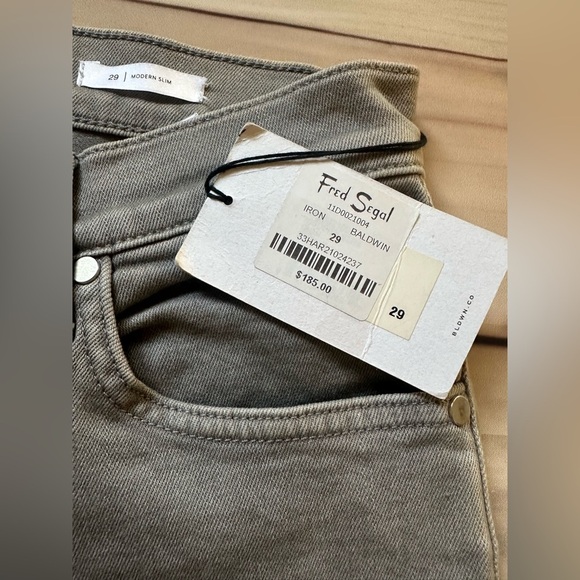 29 | MODERN SLIM
Fred Segal
11D0021004
IRON BALDWIN
29
33HAR21024237
$185.00
29
BLDWN.CO